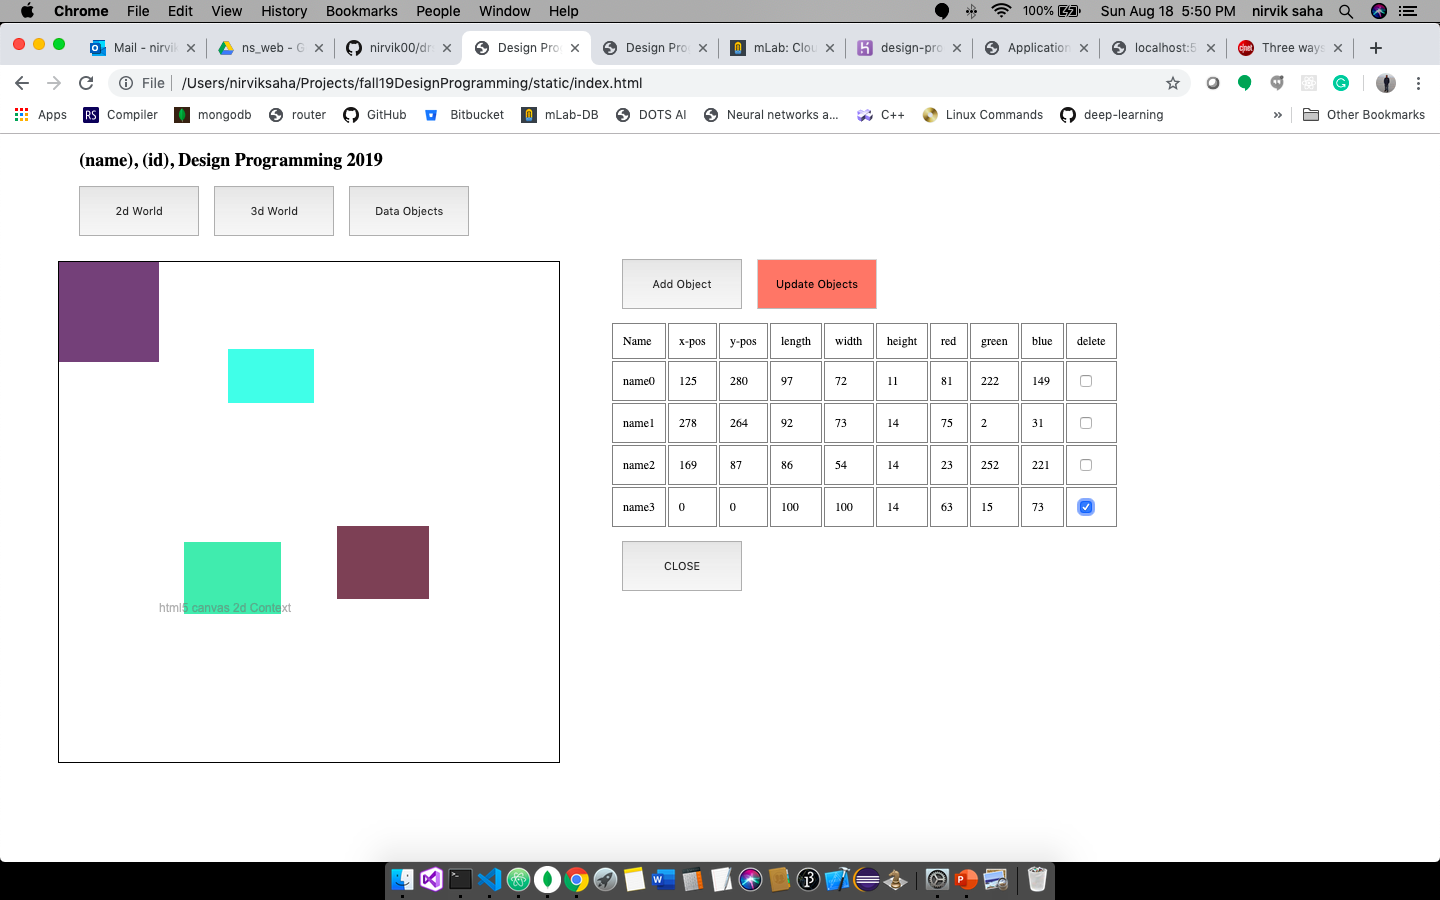 Chrome File Edit View History Bookmarks People Window Help 100% Sun Aug 18 5:50 PM nirvik saha
Mail - nirvik ns_web - G nirvik00/dr Design Pro Design Pro mLab: Clou design-pro Application localhost:5 Three ways
File /Users/nirviksaha/Projects/fall19DesignProgramming/static/index.html
Apps RS Compiler mongodb router GitHub Bitbucket mLab-DB DOTS AI Neural networks a... C++ Linux Commands deep-learning » Other Bookmarks
(name), (id), Design Programming 2019
2d World 3d World Data Objects
Add Object Update Objects
Name x-pos y-pos length width height red green blue delete
name0 125 280 97 72 11 81 222 149
name1 278 264 92 73 14 75 2 31
name2 169 87 86 54 14 23 252 221
name3 0 0 100 100 14 63 15 73
CLOSE
html5 canvas 2d Context